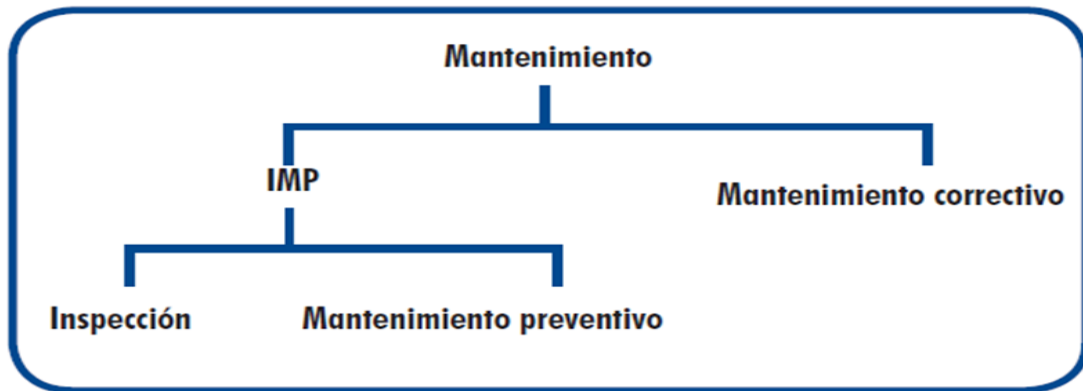 Mantenimiento
IMP
Mantenimiento correctivo
Inspección
Mantenimiento preventivo